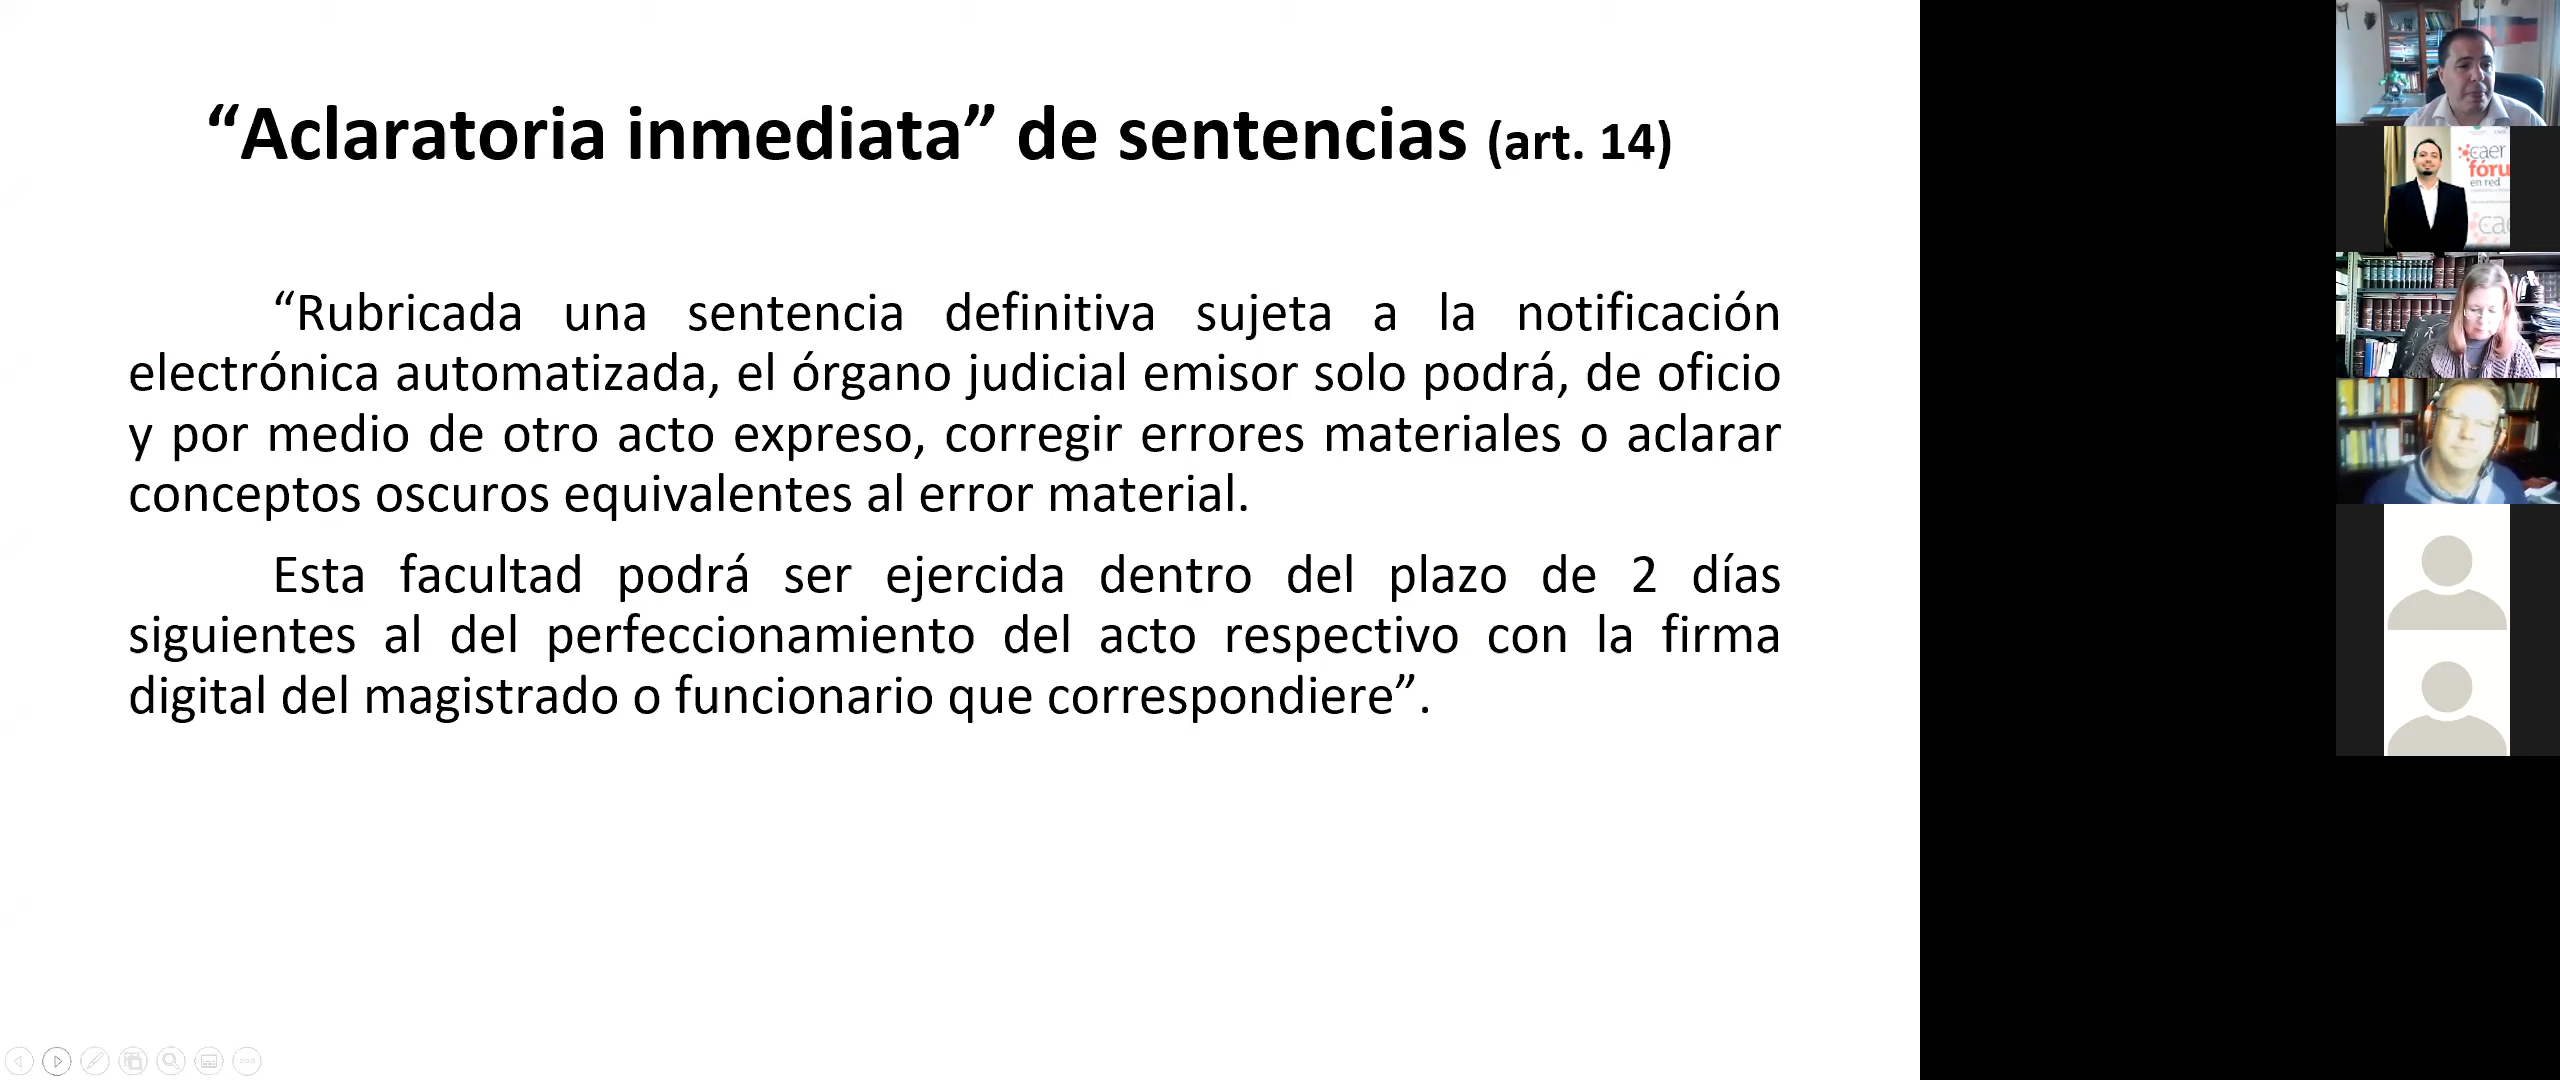 “Aclaratoria inmediata” de sentencias (art. 14)
“Rubricada una sentencia definitiva sujeta a la notificación
electrónica automatizada, el órgano judicial emisor solo podrá, de oficio
y por medio de otro acto expreso, corregir errores materiales o aclarar
conceptos oscuros equivalentes al error material.
Esta facultad podrá ser ejercida dentro del plazo de 2 días
siguientes al del perfeccionamiento del acto respectivo con la firma
digital del magistrado o funcionario que correspondiere”.
caer
fóru
en red